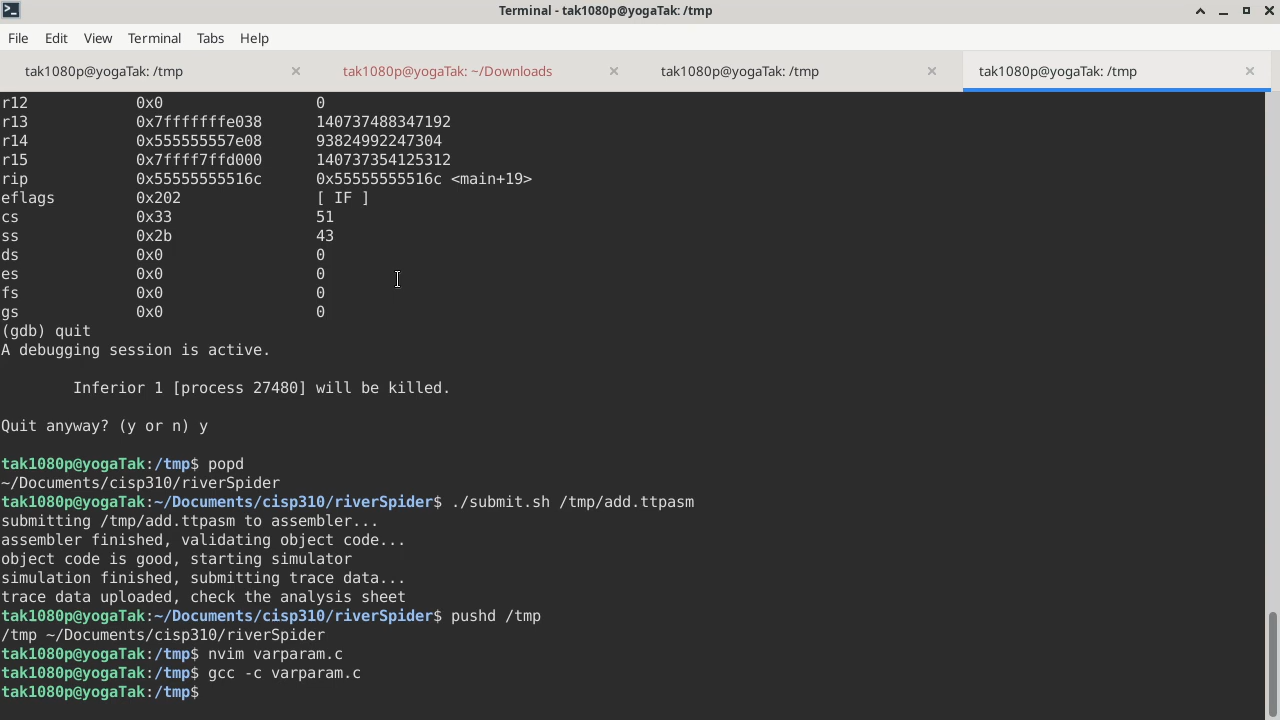 Terminal - tak1080p@yogaTak: /tmp
File Edit View Terminal Tabs Help
tak1080p@yogaTak: /tmp tak1080p@yogaTak: ~/Downloads tak1080p@yogaTak: /tmp tak1080p@yogaTak: /tmp
r12 0x0 0
r13 0x7fffffffe038 140737488347192
r14 0x555555557e08 93824992247304
r15 0x7ffff7ffd000 140737354125312
rip 0x55555555516c 0x55555555516c <main+19>
eflags 0x202 [ IF ]
cs 0x33 51
ss 0x2b 43
ds 0x0 0
es 0x0 0
fs 0x0 0
gs 0x0 0
(gdb) quit
A debugging session is active.
Inferior 1 [process 27480] will be killed.
Quit anyway? (y or n) y
tak1080p@yogaTak:/tmp$ popd
~/Documents/cisp310/riverSpider
tak1080p@yogaTak:~/Documents/cisp310/riverSpider$ ./submit.sh /tmp/add.ttpasm
submitting /tmp/add.ttpasm to assembler...
assembler finished, validating object code...
object code is good, starting simulator
simulation finished, submitting trace data...
trace data uploaded, check the analysis sheet
tak1080p@yogaTak:~/Documents/cisp310/riverSpider$ pushd /tmp
/tmp ~/Documents/cisp310/riverSpider
tak1080p@yogaTak:/tmp$ nvim varparam.c
tak1080p@yogaTak:/tmp$ gcc -c varparam.c
tak1080p@yogaTak:/tmp$